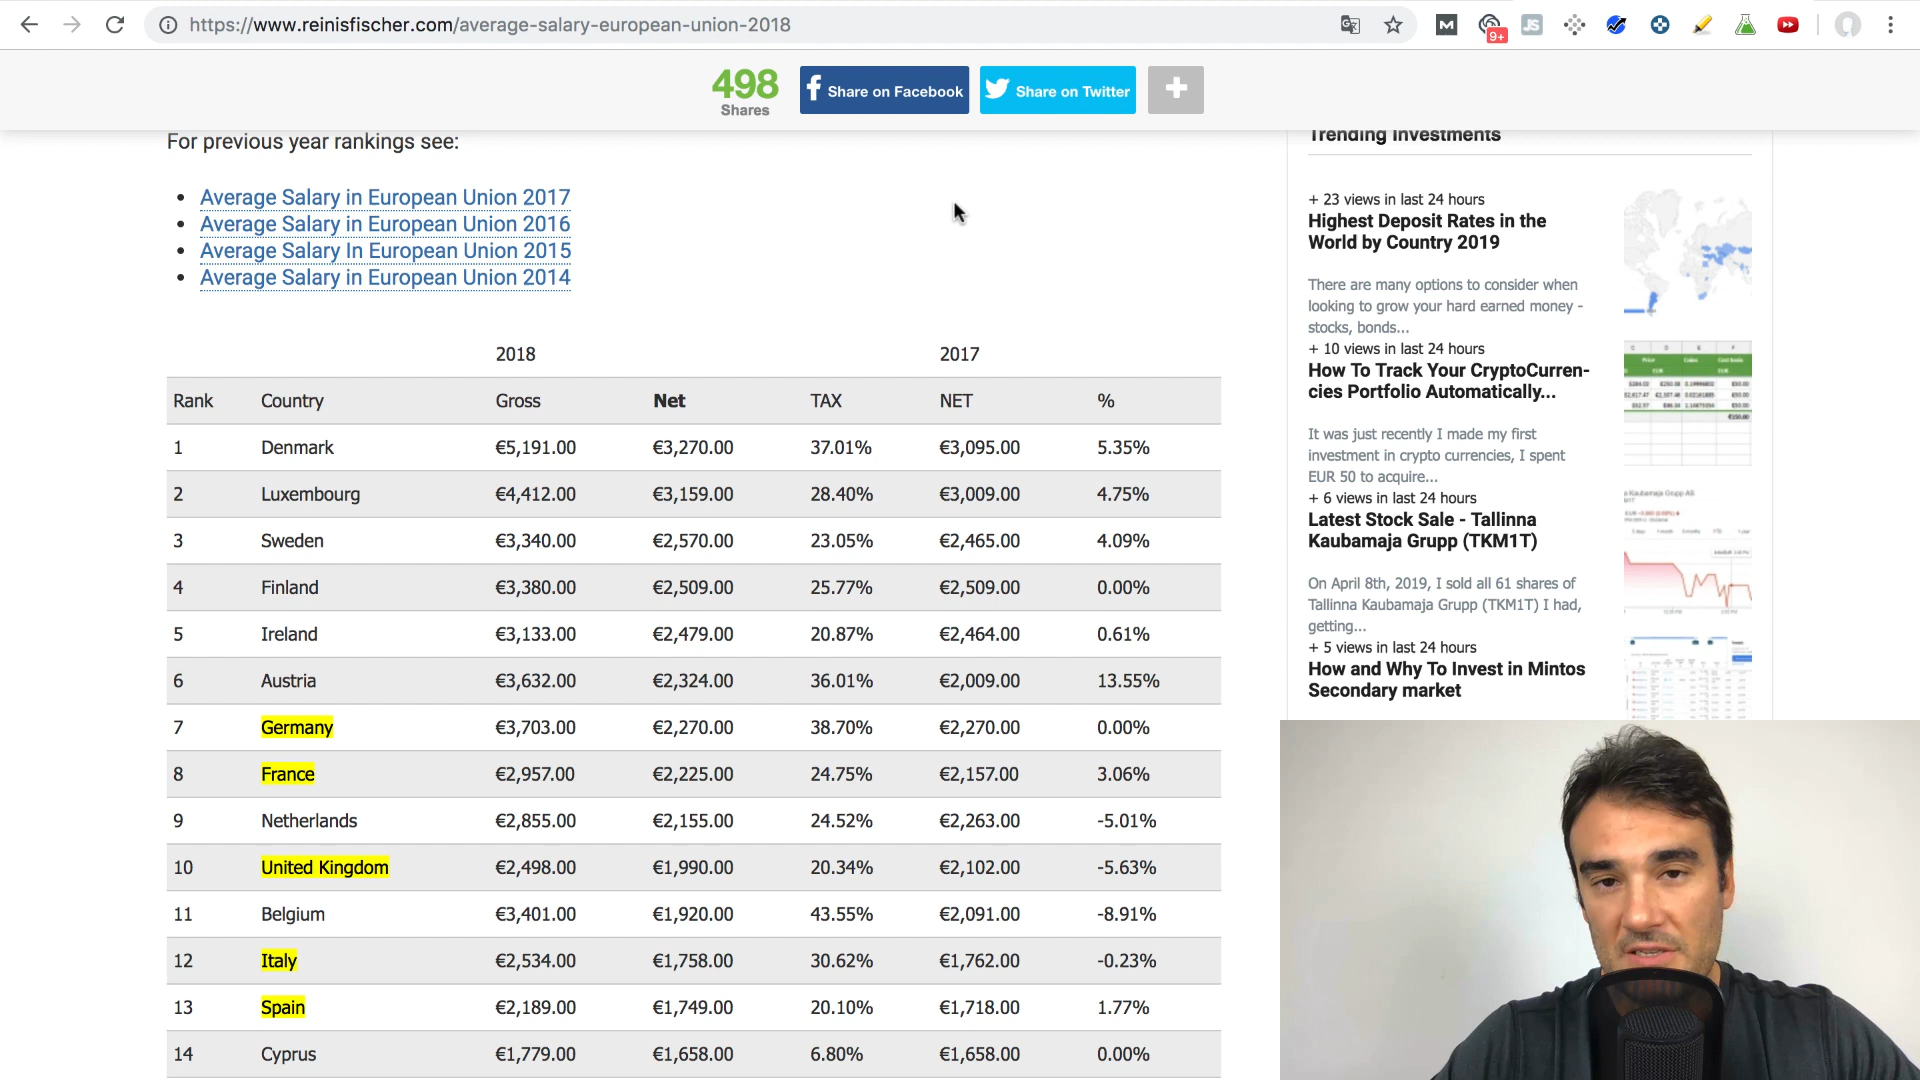 https://www.reinisfischer.com/average-salary-european-union-2018
9+
JS
M
498
Shares
Share on Facebook
Share on Twitter
For previous year rankings see:
Average Salary in European Union 2017
Average Salary in European Union 2016
Average Salary In European Union 2015
Average Salary in European Union 2014
2018 2017
Rank Country Gross Net TAX NET %
1 Denmark €5,191.00 €3,270.00 37.01% €3,095.00 5.35%
2 Luxembourg €4,412.00 €3,159.00 28.40% €3,009.00 4.75%
3 Sweden €3,340.00 €2,570.00 23.05% €2,465.00 4.09%
4 Finland €3,380.00 €2,509.00 25.77% €2,509.00 0.00%
5 Ireland €3,133.00 €2,479.00 20.87% €2,464.00 0.61%
6 Austria €3,632.00 €2,324.00 36.01% €2,009.00 13.55%
7 Germany €3,703.00 €2,270.00 38.70% €2,270.00 0.00%
8 France €2,957.00 €2,225.00 24.75% €2,157.00 3.06%
9 Netherlands €2,855.00 €2,155.00 24.52% €2,263.00 -5.01%
10 United Kingdom €2,498.00 €1,990.00 20.34% €2,102.00 -5.63%
11 Belgium €3,401.00 €1,920.00 43.55% €2,091.00 -8.91%
12 Italy €2,534.00 €1,758.00 30.62% €1,762.00 -0.23%
13 Spain €2,189.00 €1,749.00 20.10% €1,718.00 1.77%
14 Cyprus €1,779.00 €1,658.00 6.80% €1,658.00 0.00%
Trending Investments
+ 23 views in last 24 hours
Highest Deposit Rates in the
World by Country 2019
There are many options to consider when
looking to grow your hard earned money -
stocks, bonds...
+ 10 views in last 24 hours
How To Track Your CryptoCurren-
cies Portfolio Automatically...
It was just recently I made my first
investment in crypto currencies, I spent
EUR 50 to acquire...
+ 6 views in last 24 hours
Latest Stock Sale - Tallinna
Kaubamaja Grupp (TKM1T)
On April 8th, 2019, I sold all 61 shares of
Tallinna Kaubamaja Grupp (TKM1T) I had,
getting...
+ 5 views in last 24 hours
How and Why To Invest in Mintos
Secondary market